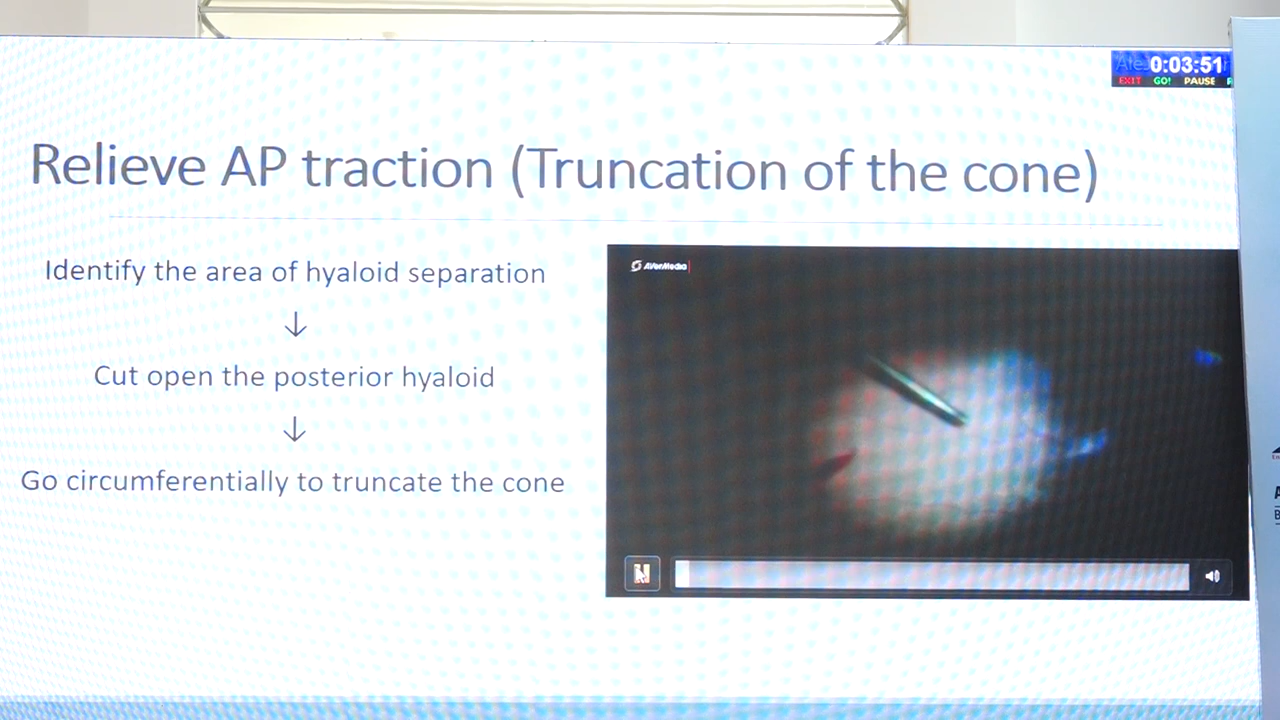 0:03:51
EXIT GO! PAUSE
Relieve AP traction (Truncation of the cone)
Identify the area of hyaloid separation
↓
Cut open the posterior hyaloid
↓
Go circumferentially to truncate the cone
AVerMedia